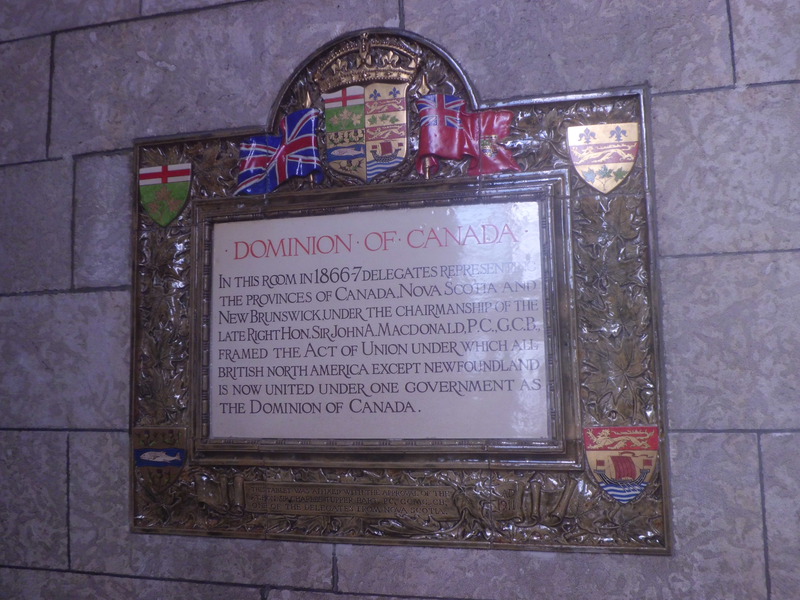 · DOMINION · OF · CANADA ·
IN THIS ROOM IN 1866-7 DELEGATES REPRESENTING
THE PROVINCES OF CANADA, NOVA SCOTIA AND
NEW BRUNSWICK, UNDER THE CHAIRMANSHIP OF THE
LATE RIGHT HON. SIR JOHN A. MACDONALD, P.C., G.C.B.,
FRAMED THE ACT OF UNION UNDER WHICH ALL
BRITISH NORTH AMERICA EXCEPT NEWFOUNDLAND
IS NOW UNITED UNDER ONE GOVERNMENT AS
THE DOMINION OF CANADA.